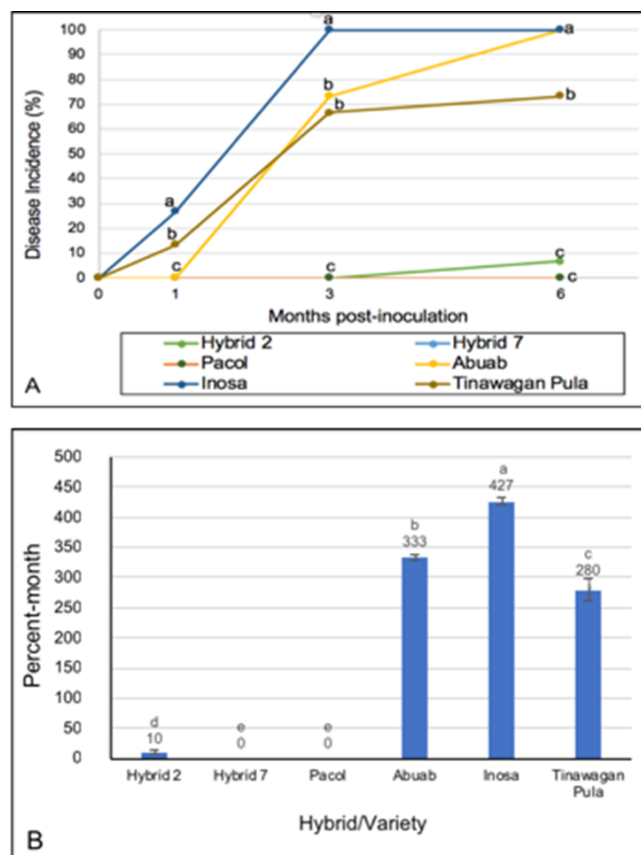 100
a
a
90
80
b
b
70
b
60
50
40
a
30
20
b
10
c
c
c
0
c
0
1
3
6
Disease Incidence (%)
Months post-inoculation
Hybrid 2
Hybrid 7
Pacol
Abuab
Inosa
Tinawagan Pula
A
500
450
400
350
300
250
200
150
100
50
0
Percent-month
d
10
e
0
e
0
b
333
a
427
c
280
Hybrid 2
Hybrid 7
Pacol
Abuab
Inosa
Tinawagan
Pula
Hybrid/Variety
B